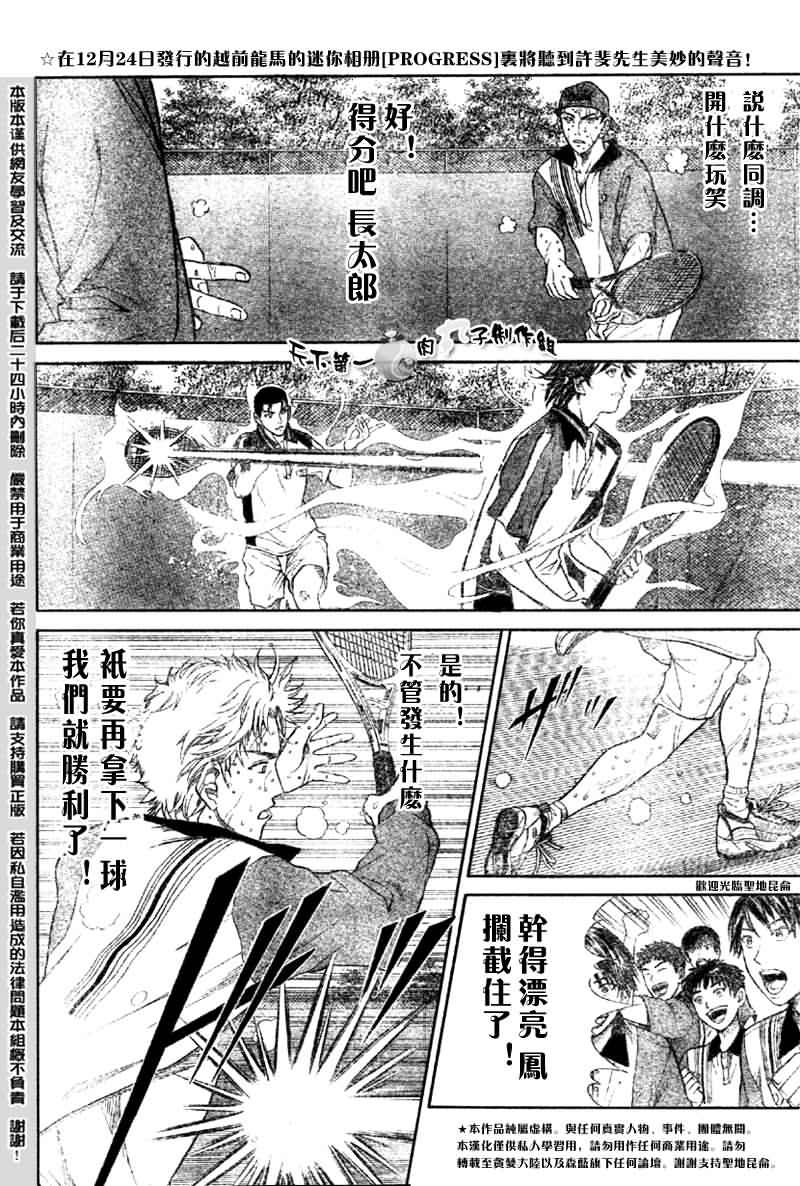 ☆在12月24日發行的越前龍馬的迷你相册[PROGRESS]裏將聽到許斐先生美妙的聲音!
説什麽同調…
開什麽玩笑
好!
得分吧 長太郎
天下第一肉丸子制作組
是的!
不管發生什麽
衹要再拿下一球
我們就勝利了!
歡迎光臨聖地昆侖
幹得漂亮 鳳
攔截住了!
★本作品純屬虛構。與任何真實人物、事件、團體無關。
本漢化僅供私人學習用，請勿用作任何商業用途。請勿
轉載至貪婪大陸以及森藍旗下任何論壇。謝謝支持聖地昆侖。
本版本僅供網友學習及交流 請于下載后二十四小時內刪除 嚴禁用于商業用途 若你真愛本作品 請支持購買正版 若因私自濫用造成的法律問題本組概不負責 謝謝!